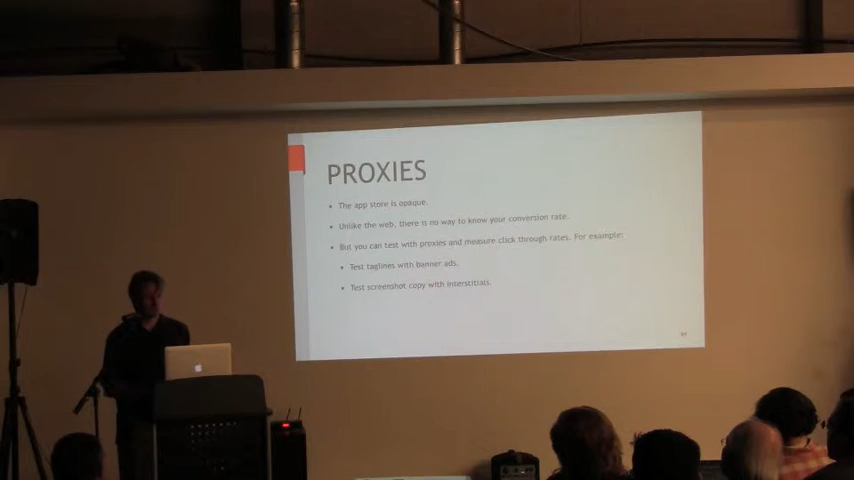 PROXIES
• The app store is opaque.
• Unlike the web, there is no way to know your conversion rate.
• But you can test with proxies and measure click through rates. For example:
• Test taglines with banner ads.
• Test screenshot copy with interstitials.